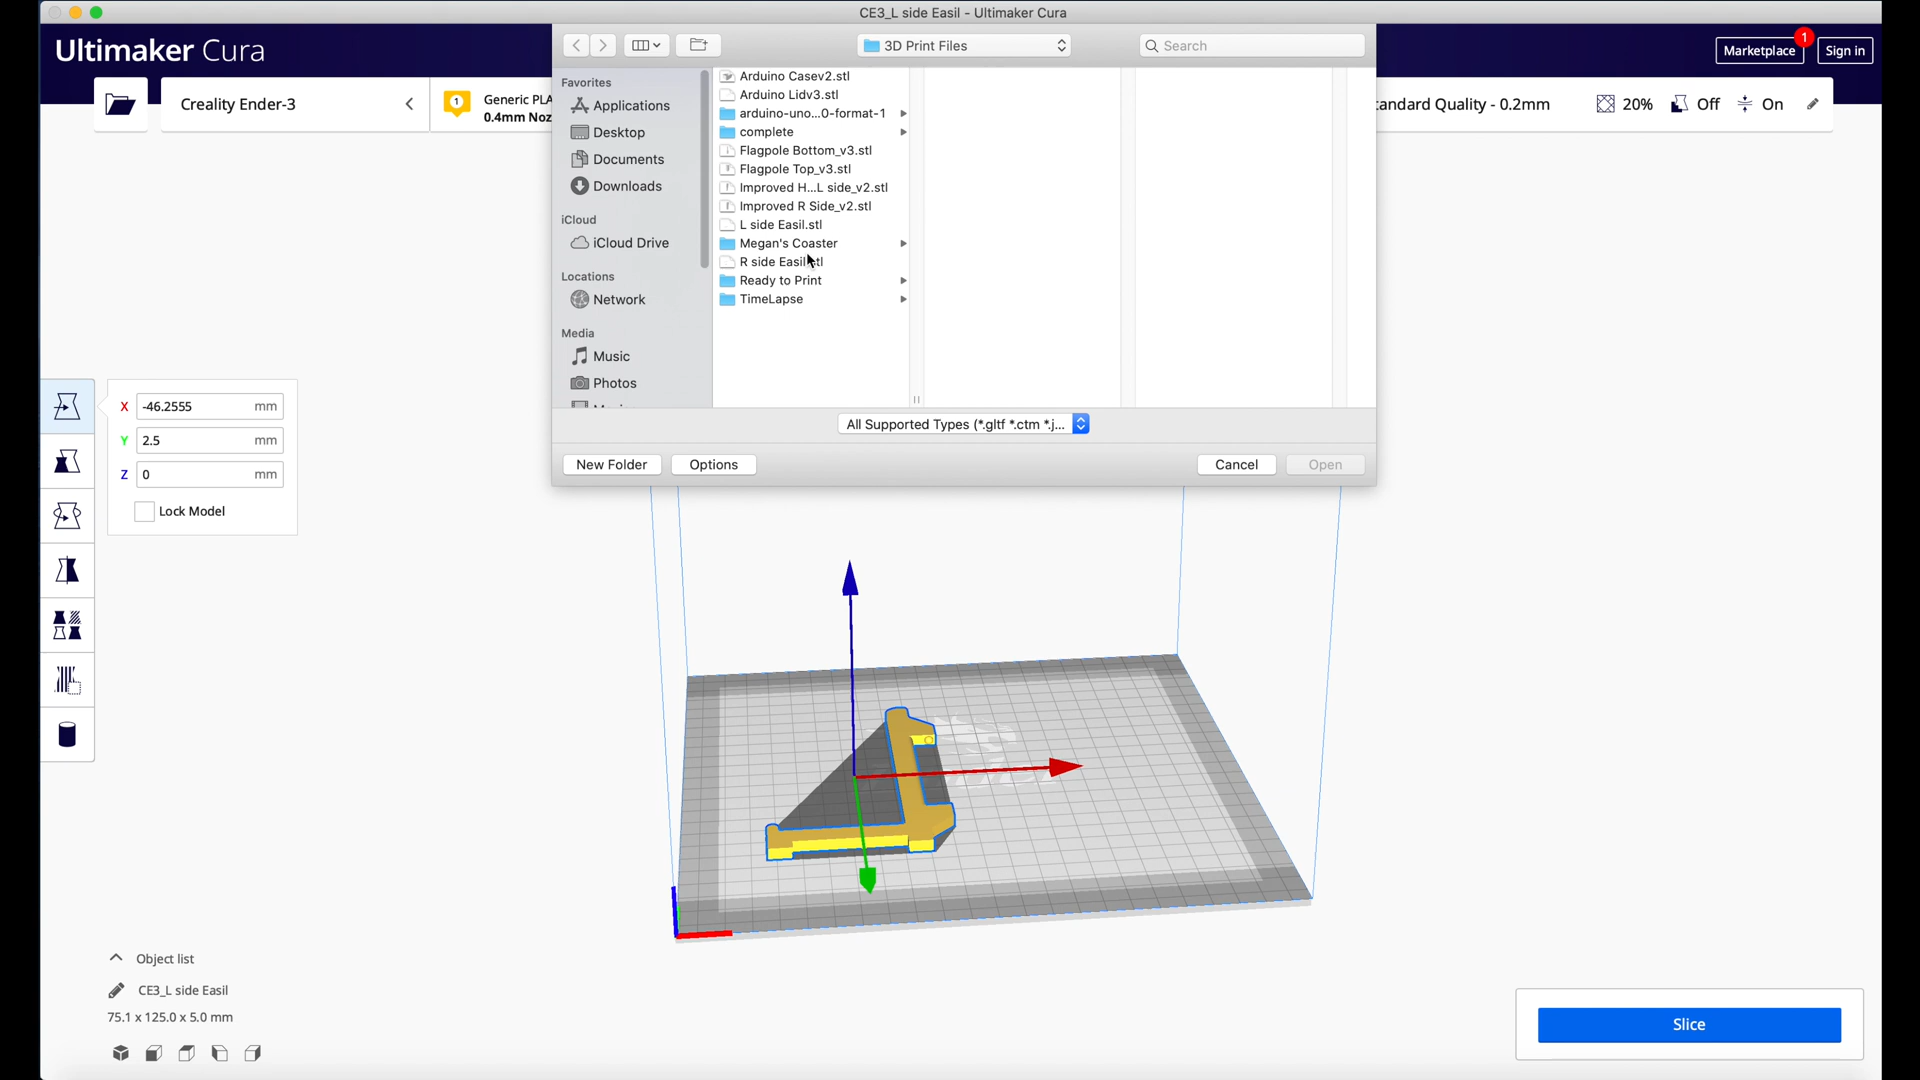 CE3_L side Easil - Ultimaker Cura
Ultimaker Cura
Marketplace
1
Sign in
3D Print Files
Search
Creality Ender-3
1
Generic PLA
0.4mm Noz
tandard Quality - 0.2mm
20%
Off
On
Favorites
Applications
Desktop
Documents
Downloads
iCloud
iCloud Drive
Locations
Network
Media
Music
Photos
Arduino Casev2.stl
Arduino Lidv3.stl
arduino-uno...0-format-1
complete
Flagpole Bottom_v3.stl
Flagpole Top_v3.stl
Improved H...L side_v2.stl
Improved R Side_v2.stl
L side Easil.stl
Megan's Coaster
R side Easil.stl
Ready to Print
TimeLapse
All Supported Types (*.gltf *.ctm *.j...
New Folder
Options
Cancel
Open
X -46.2555 mm
Y 2.5 mm
Z 0 mm
Lock Model
Object list
CE3_L side Easil
75.1 x 125.0 x 5.0 mm
Slice